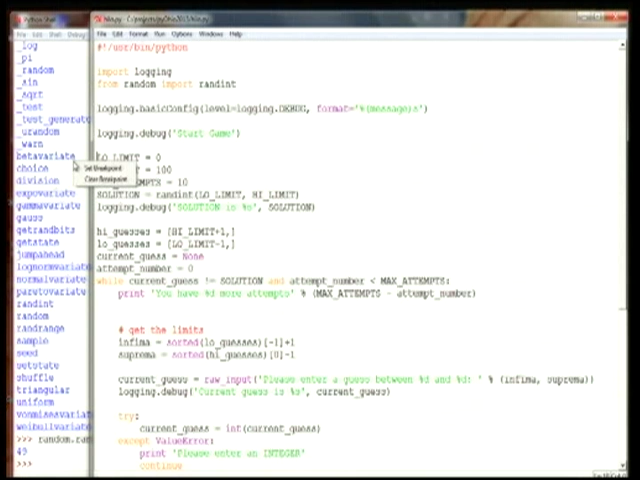 Python Shell
File Edit Shell Debug
_log
_pi
_random
_sin
_sqrt
_test
_test_generato
_urandom
_warn
betavariate
choice
division
expovariate
gammavariate
gauss
getrandbits
getstate
jumpahead
lognormvariate
normalvariate
paretovariate
randint
random
randrange
sample
seed
setstate
shuffle
triangular
uniform
vonmisesvariat
weibullvariate
>>> random.ran
49
>>>
File Edit Format Run Options Windows Help
#!/usr/bin/python
import logging
from random import randint
logging.basicConfig(level=logging.DEBUG, format='%(message)s')
logging.debug('Start Game')
LO_LIMIT = 0
= 100
= 10
SOLUTION = randint(LO_LIMIT, HI_LIMIT)
logging.debug('SOLUTION is %s', SOLUTION)
hi_guesses = [HI_LIMIT+1,]
lo_guesses = [LO_LIMIT-1,]
current_guess = None
attempt_number = 0
while current_guess != SOLUTION and attempt_number < MAX_ATTEMPTS:
print 'You have %d more attempts' % (MAX_ATTEMPTS - attempt_number)
# get the limits
infima = sorted(lo_guesses)[-1]+1
suprema = sorted(hi_guesses)[0]-1
current_guess = raw_input('Please enter a guess between %d and %d: ' % (infima, suprema))
logging.debug('Current guess is %s', current_guess)
try:
current_guess = int(current_guess)
except ValueError:
print 'Please enter an INTEGER'
continue
Set Breakpoint
Clear Breakpoint